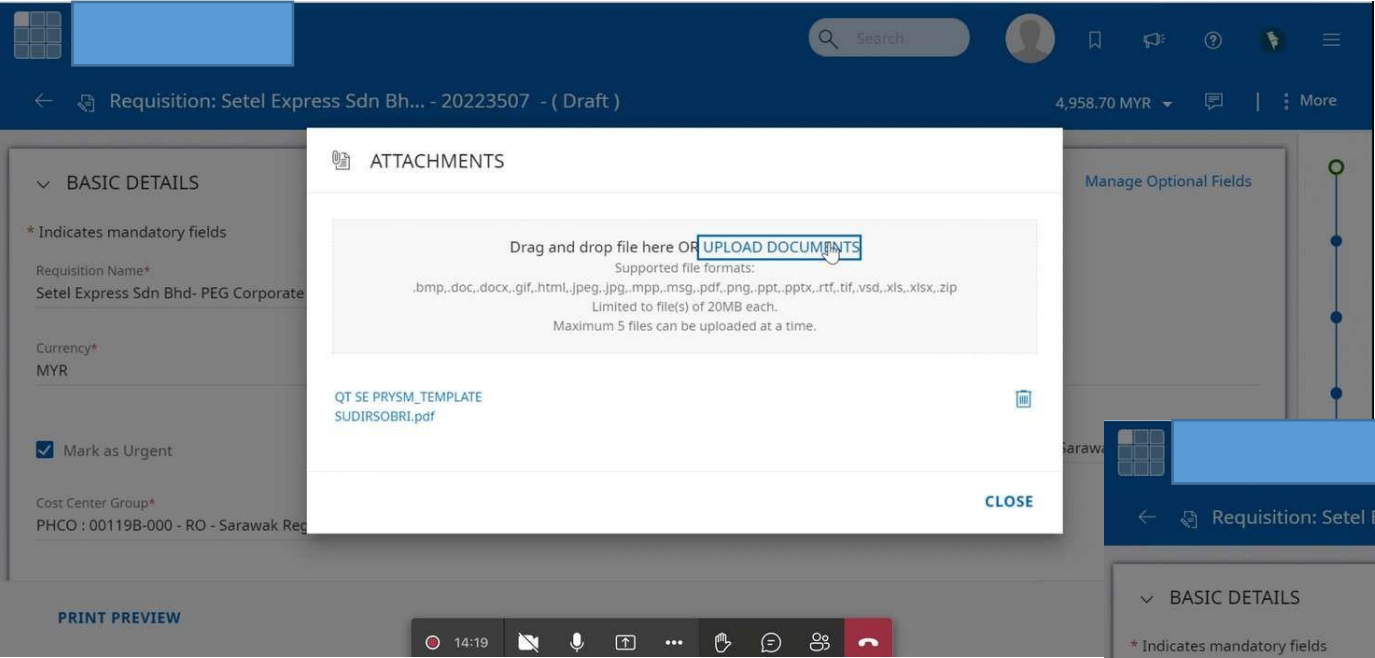 Search
Requisition: Setel Express Sdn Bh... - 20223507 - ( Draft )
4,958.70 MYR
More
ATTACHMENTS
BASIC DETAILS
Manage Optional Fields
* Indicates mandatory fields
Drag and drop file here OR UPLOAD DOCUMENTS
Supported file formats:
.bmp,.doc,.docx,.gif,.html,.jpeg,.jpg,.mpp,.msg,.pdf,.png,.ppt,.pptx,.rtf,.tif,.vsd,.xls,.xlsx,.zip
Limited to file(s) of 20MB each.
Maximum 5 files can be uploaded at a time.
Requisition Name*
Setel Express Sdn Bhd- PEG Corporate
Currency*
MYR
QT SE PRYSM_TEMPLATE
SUDIRSOBRI.pdf
Mark as Urgent
Saraw
Cost Center Group*
PHCO : 00119B-000 - RO - Sarawak Reg
CLOSE
Requisition: Setel E
BASIC DETAILS
* Indicates mandatory fields
PRINT PREVIEW
14:19